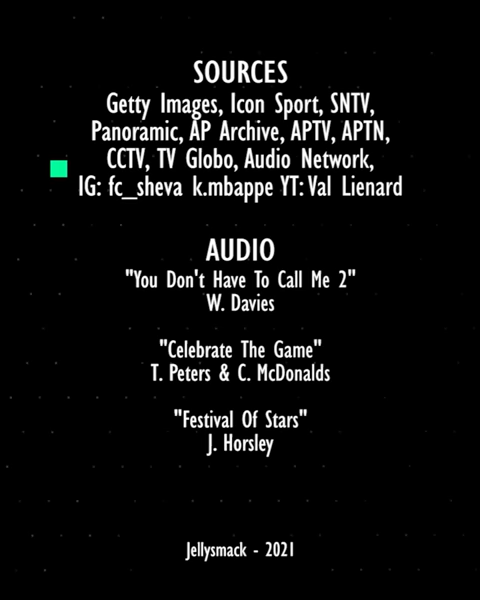 SOURCES
Getty Images, Icon Sport, SNTV,
Panoramic, AP Archive, APTV, APTN,
CCTV, TV Globo, Audio Network,
IG: fc_sheva k.mbappe YT: Val Lienard
AUDIO
"You Don't Have To Call Me 2"
W. Davies
"Celebrate The Game"
T. Peters & C. McDonalds
"Festival Of Stars"
J. Horsley
Jellysmack - 2021